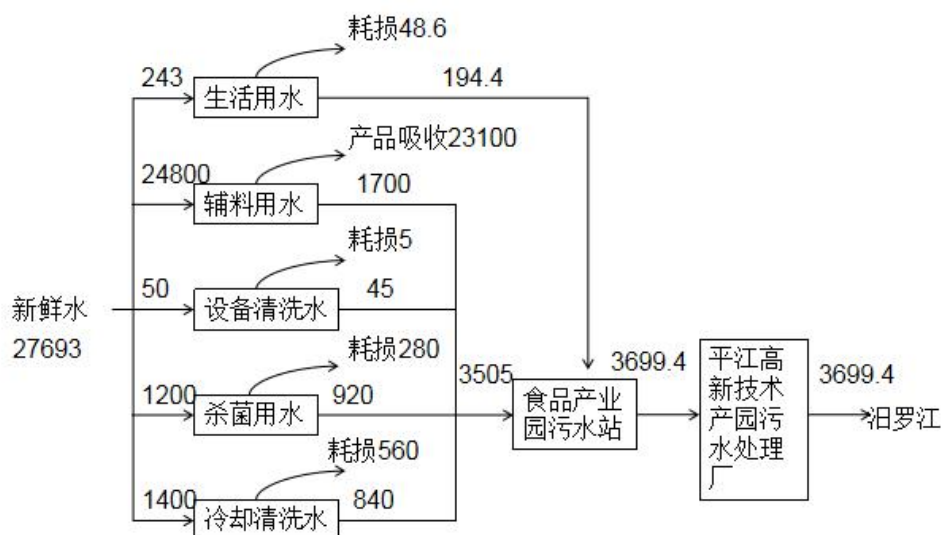 耗损48.6
243
生活用水
194.4
产品吸收23100
24800
辅料用水
1700
耗损5
50
设备清洗水
45
新鲜水
27693
耗损280
1200
杀菌用水
920
3505
食品产业
园污水站
3699.4
平江高
新技术
产园污
水处理
厂
3699.4
汨罗江
耗损560
1400
冷却清洗水
840